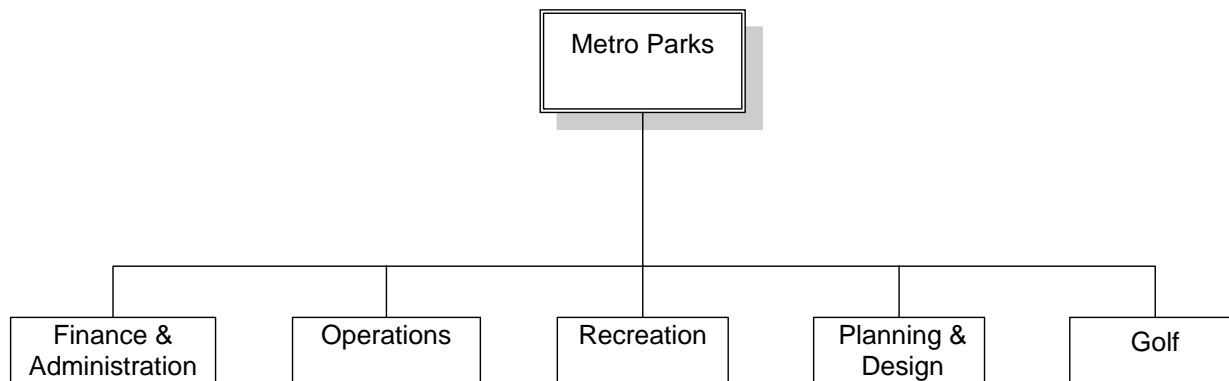 Metro Parks
Finance &
Administration
Operations
Recreation
Planning &
Design
Golf